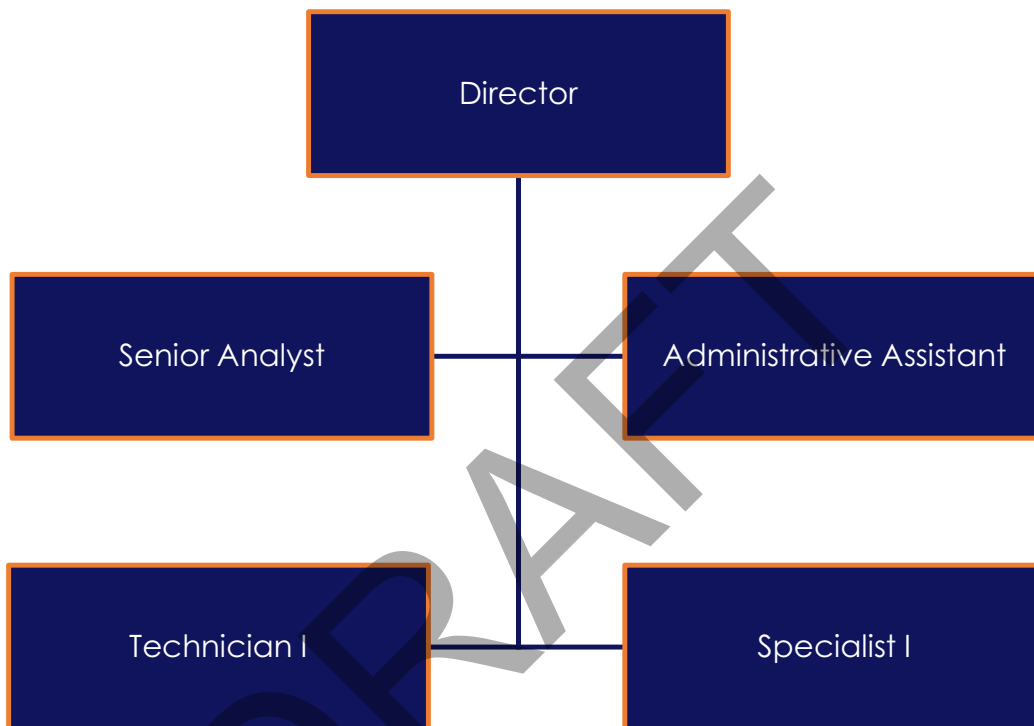 Director
Senior Analyst
Administrative Assistant
Technician I
Specialist I
DRAFT